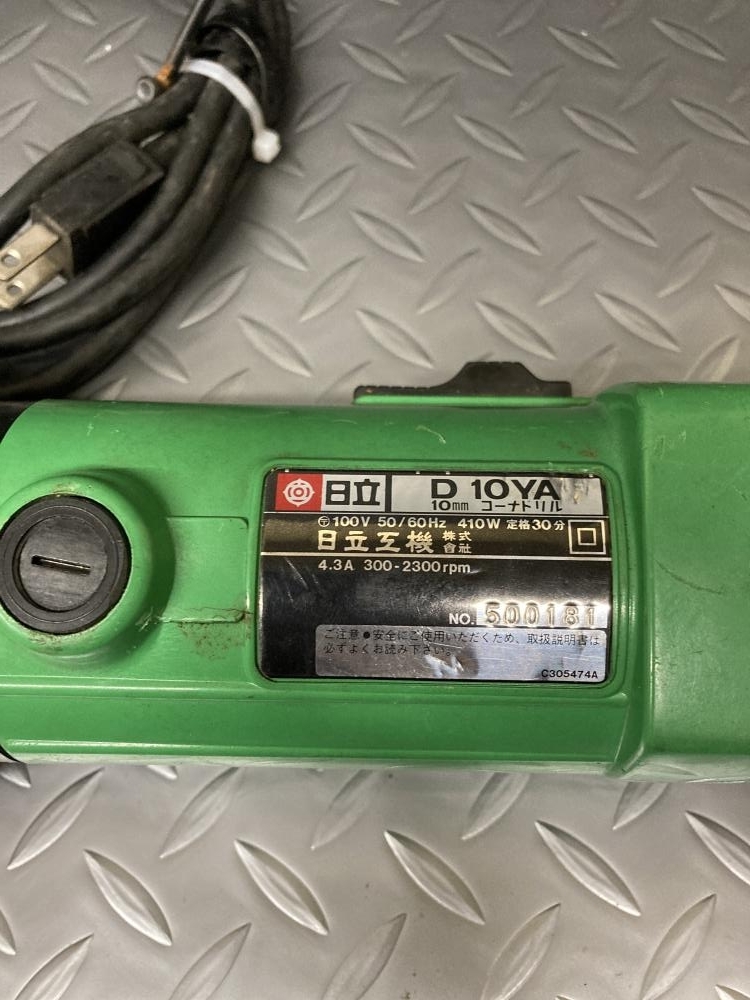 日立 D 10YA
10mm コーナドリル
〒100V 50/60Hz 410W 定格30分
日立工機 株式會社
4.3A 300-2300rpm
NO. 500181
ご注意●安全にご使用いただくため、取扱説明書は
必ずよくお読み下さい。
C305474A